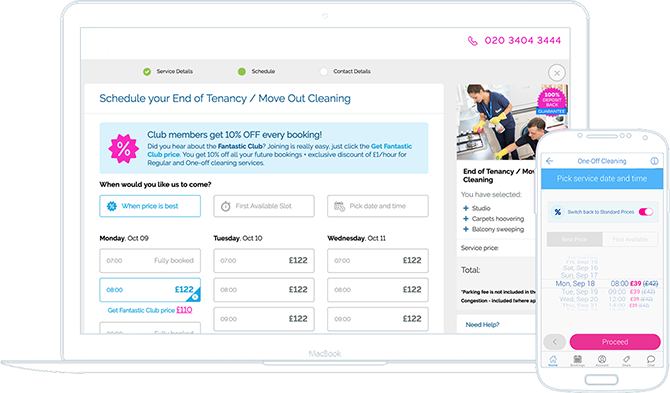 020 3404 3444
Service Details
Schedule
Contact Details
Schedule your End of Tenancy / Move Out Cleaning
%
Club members get 10% OFF every booking!
Did you hear about the Fantastic Club? Joining is really easy, just click the Get Fantastic
Club price. You get 10% off all your future bookings + exclusive discount of £1/hour for
Regular and One-off cleaning services.
When would you like us to come?
When price is best
First Available Slot
Pick date and time
Monday, Oct 09
Tuesday, Oct 10
Wednesday, Oct 11
07:00 Fully booked
07:00 £122
07:00 £122
08:00 £122
08:00 £122
08:00 £122
Get Fantastic Club price £110
09:00 Fully booked
09:00 £122
09:00 £122
100%
DEPOSIT
BACK
GUARANTEE
End of Tenancy / Move
Cleaning
You have selected:
+ Studio
+ Carpets hoovering
+ Balcony sweeping
Service price:
Total:
*Parking fee is not included in the
Congestion - included (where ap
Need Help?
MacBook
One-Off Cleaning
Pick service date and time
% Switch back to Standard Prices
Best Price
First Available
Fri, Sep 15
Sat, Sep 16
Sun, Sep 17
Mon, Sep 18 08:00 £39 (£42)
Tue, Sep 19 09:00 £39 (£42)
Wed, Sep 20 12:00 £39 (£42)
Thu, Sep 21
Proceed
Home
Bookings
Account
Deals
Chat